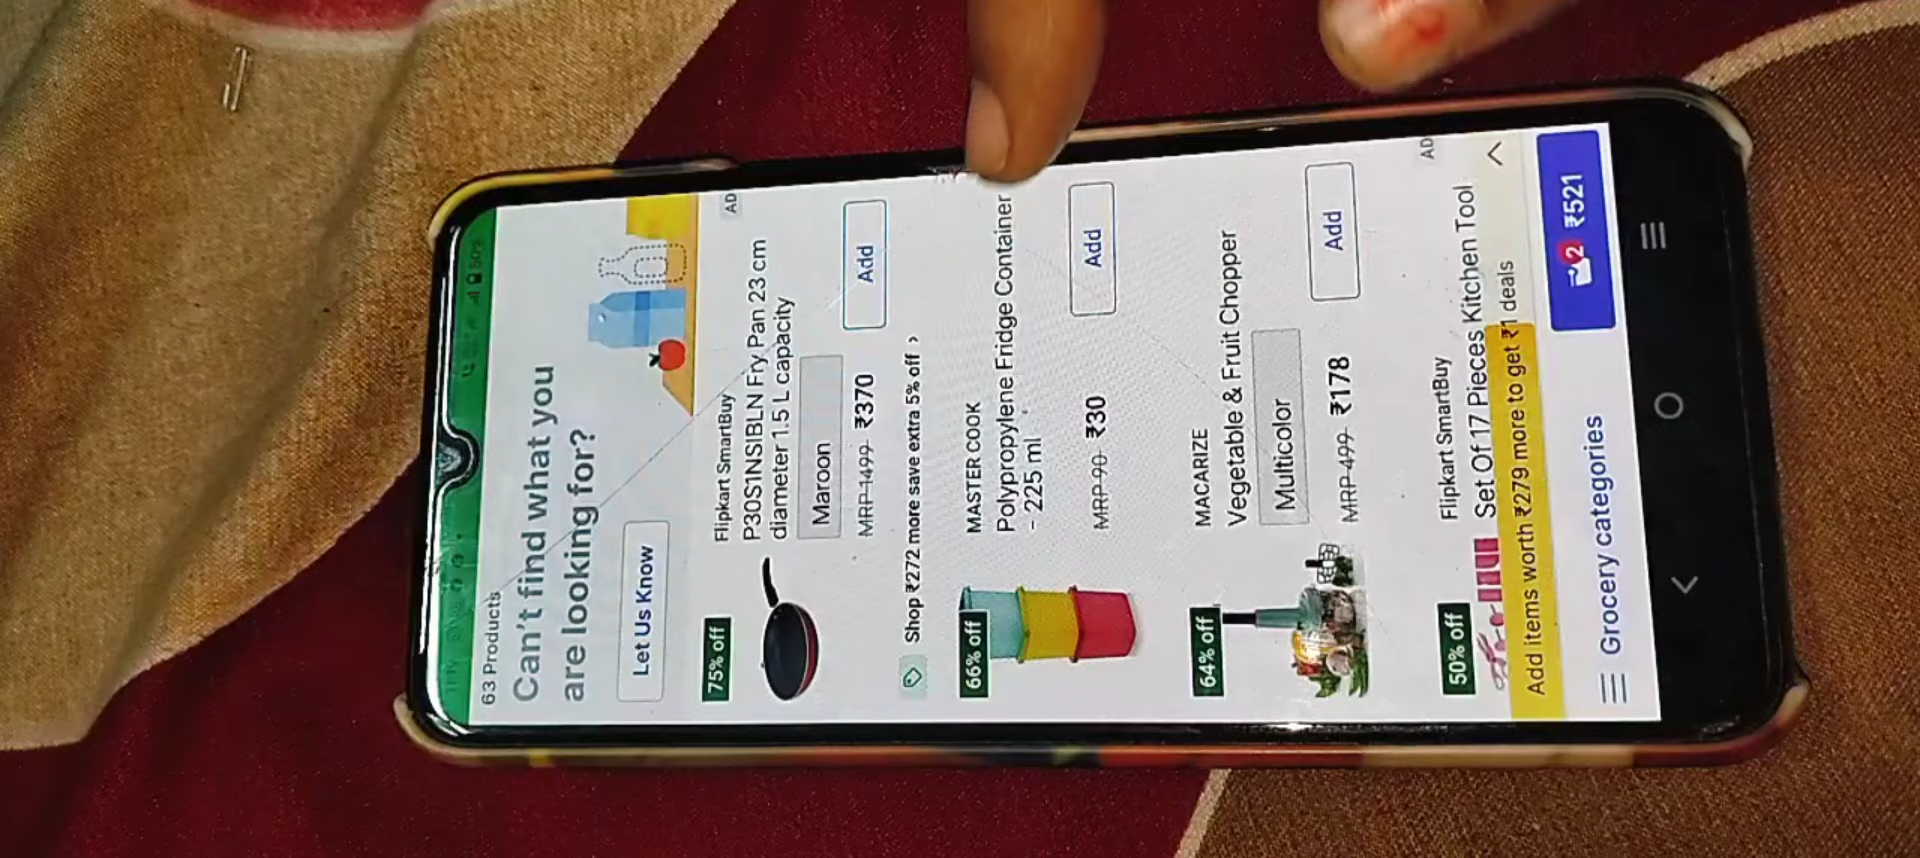 50%
63 Products
Can't find what you
are looking for?
Let Us Know
AD
75% off
Flipkart SmartBuy
P30S1NSIBLN Fry Pan 23 cm
diameter 1.5 L capacity
Maroon
MRP 1499 ₹370
Add
Shop ₹272 more save extra 5% off >
66% off
MASTER COOK
Polypropylene Fridge Container
- 225 ml
MRP 90 ₹30
Add
64% off
MACARIZE
Vegetable & Fruit Chopper
Multicolor
MRP 499 ₹178
Add
AD
50% off
Flipkart SmartBuy
Set Of 17 Pieces Kitchen Tool
Add items worth ₹279 more to get ₹1 deals
Grocery categories
2 ₹521